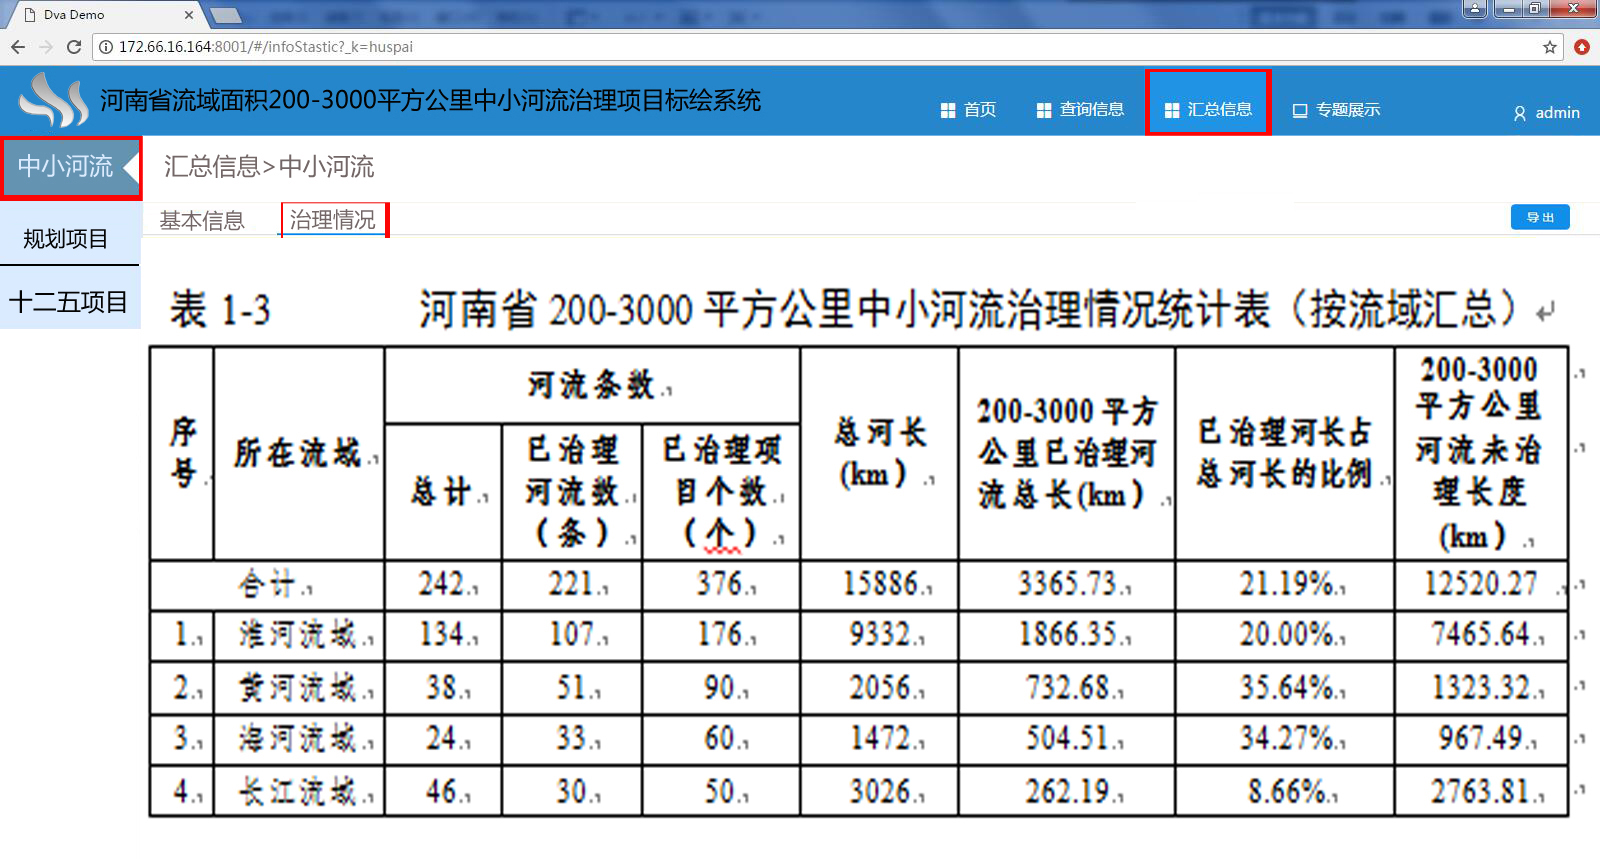 Dva Demo
172.66.16.164:8001/#/infoStastic?_k=huspai
河南省流域面积200-3000平方公里中小河流治理项目标绘系统
首页 查询信息 汇总信息 专题展示 admin
中小河流
汇总信息>中小河流
基本信息 治理情况 导出
规划项目
十二五项目
表 1-3 河南省 200-3000 平方公里中小河流治理情况统计表（按流域汇总）
序号 所在流域 河流条数 总河长(km) 200-3000 平方公里已治理河流总长(km) 已治理河长占总河长的比例 200-3000平方公里河流未治理长度(km)
总计 已治理河流数(条) 已治理项目个数(个)
合计 242 221 376 15886 3365.73 21.19% 12520.27
1 淮河流域 134 107 176 9332 1866.35 20.00% 7465.64
2 黄河流域 38 51 90 2056 732.68 35.64% 1323.32
3 海河流域 24 33 60 1472 504.51 34.27% 967.49
4 长江流域 46 30 50 3026 262.19 8.66% 2763.81